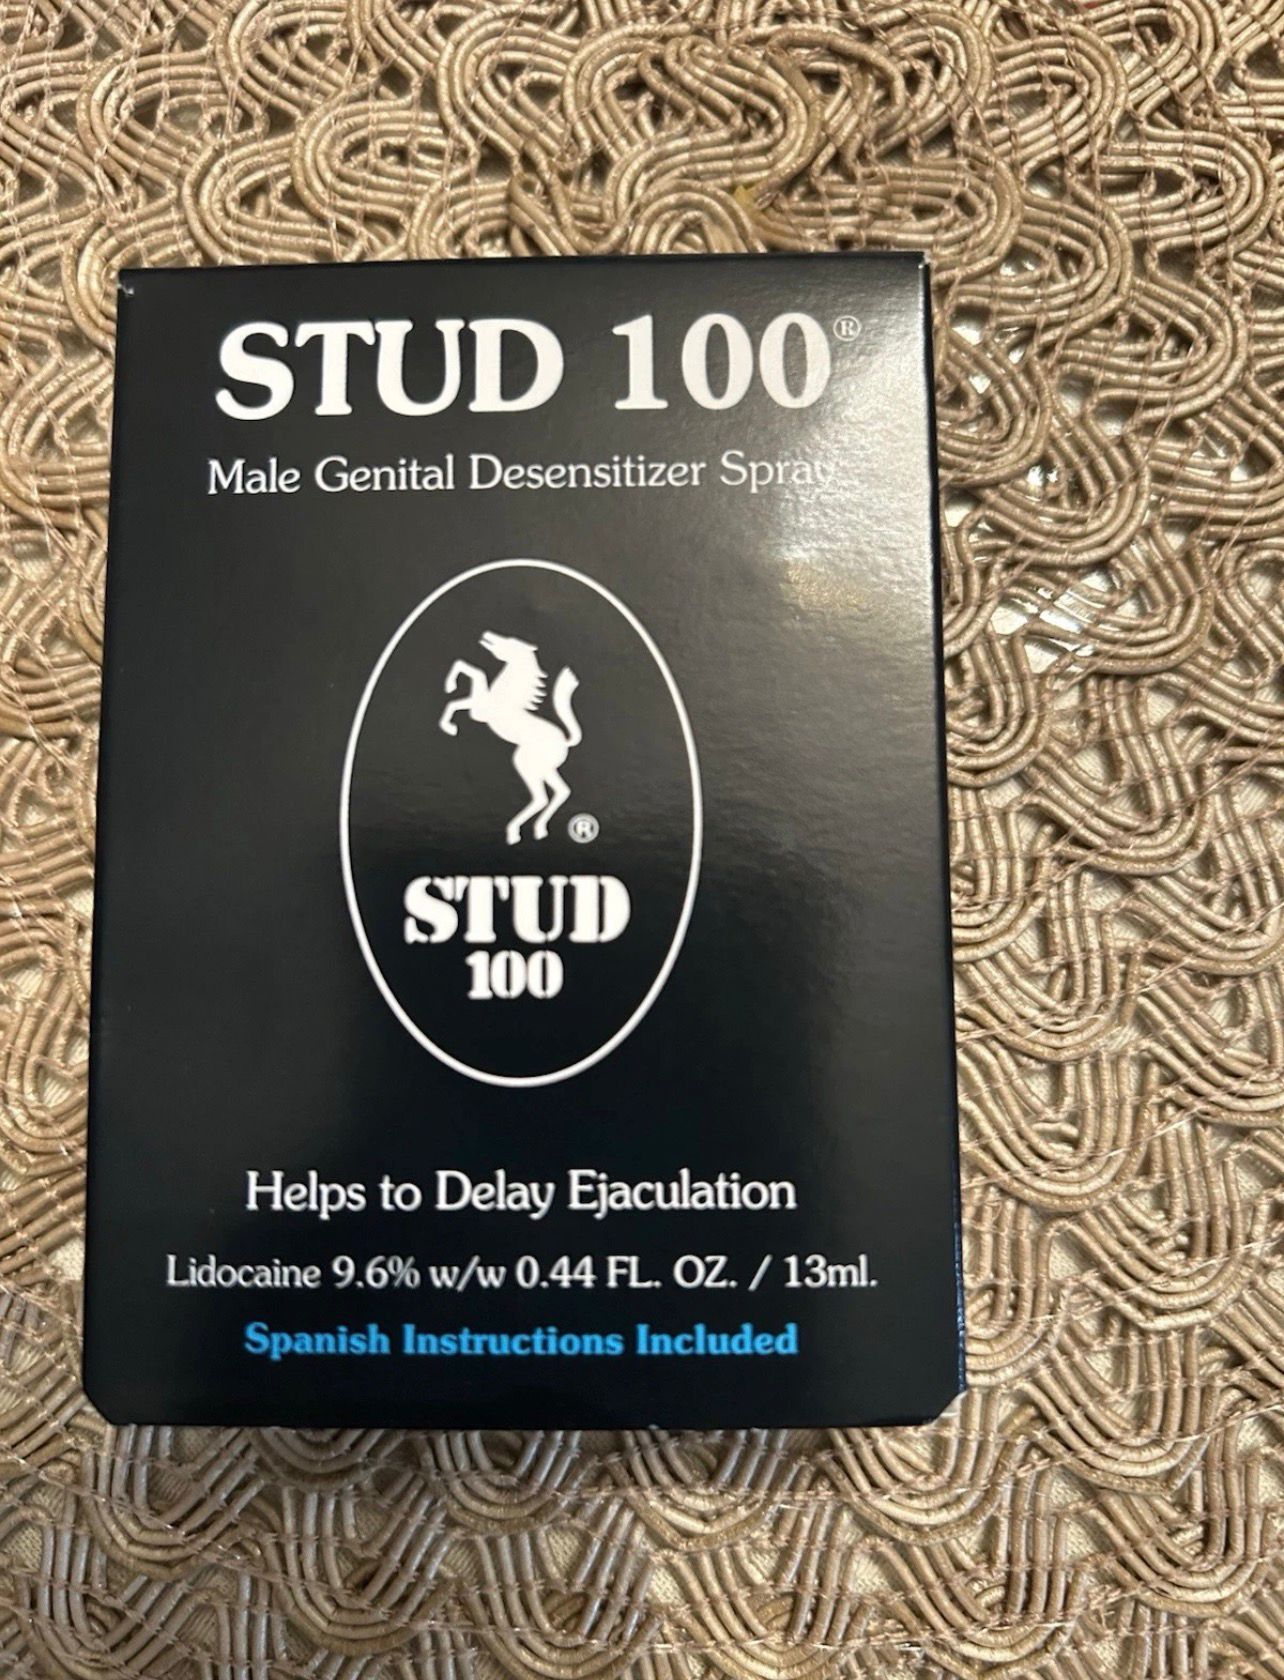 STUD 100®
Male Genital Desensitizer Spray
®
STUD
100
Helps to Delay Ejaculation
Lidocaine 9.6% w/w 0.44 FL. OZ. / 13ml.
Spanish Instructions Included